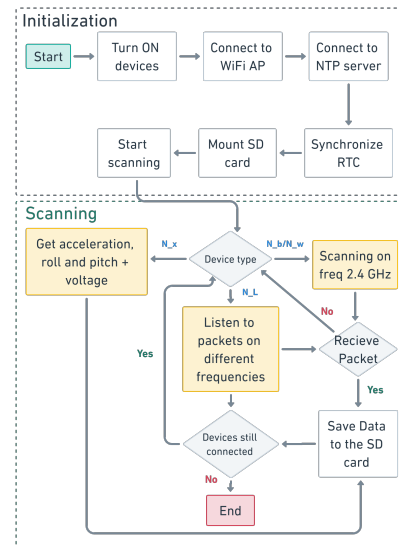 Initialization
Start
Turn ON
devices
Connect to
WiFi AP
Connect to
NTP server
Start
scanning
Mount SD
card
Synchronize
RTC
Scanning
Get acceleration,
roll and pitch +
voltage
N_x
Device type
N_b/N_w
Scanning on
freq 2.4 GHz
N_L
No
Listen to
packets on
different
frequencies
Recieve
Packet
Yes
Yes
Devices still
connected
Save Data
to the SD
card
No
End